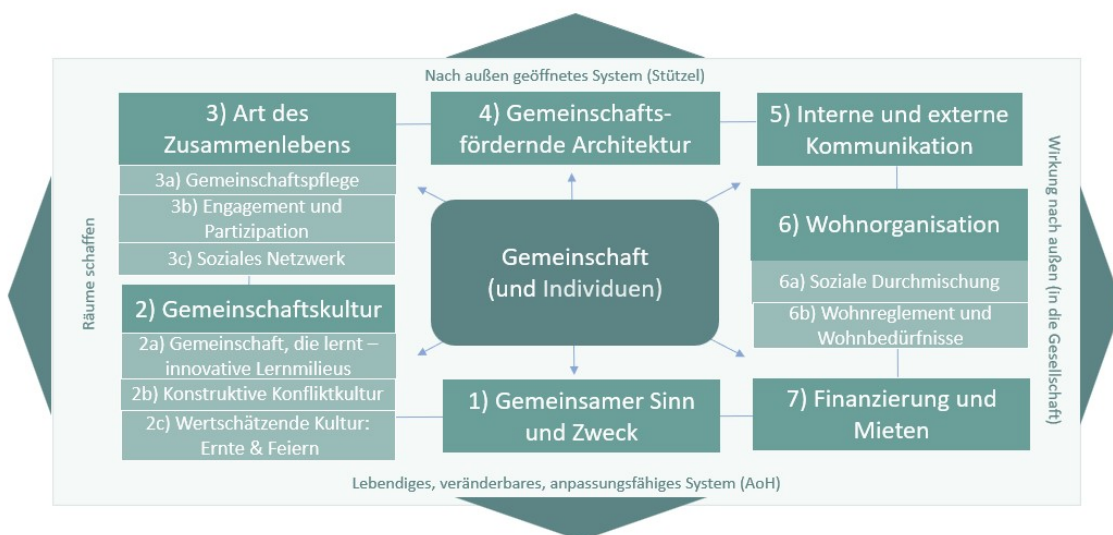 Nach außen geöffnetes System (Stützel)
3) Art des
Zusammenlebens
3a) Gemeinschaftspflege
3b) Engagement und
Partizipation
3c) Soziales Netzwerk
4) Gemeinschafts-
fördernde Architektur
5) Interne und externe
Kommunikation
Räume schaffen
Gemeinschaft
(und Individuen)
6) Wohnorganisation
6a) Soziale Durchmischung
6b) Wohnreglement und
Wohnbedürfnisse
Wirkung nach außen (in die Gesellschaft)
2) Gemeinschaftskultur
2a) Gemeinschaft, die lernt –
innovative Lernmilieus
2b) Konstruktive Konfliktkultur
2c) Wertschätzende Kultur:
Ernte & Feiern
1) Gemeinsamer Sinn
und Zweck
7) Finanzierung und
Mieten
Lebendiges, veränderbares, anpassungsfähiges System (AoH)